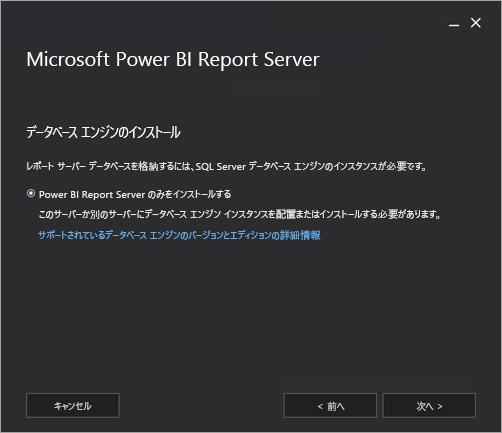 Microsoft Power BI Report Server
データベース エンジンのインストール
レポート サーバー データベースを格納するには、SQL Server データベース エンジンのインスタンスが必要です。
Power BI Report Server のみをインストールする
このサーバーか別のサーバーにデータベース エンジン インスタンスを配置またはインストールする必要があります。
サポートされているデータベース エンジンのバージョンとエディションの詳細情報
キャンセル
< 前へ
次へ >